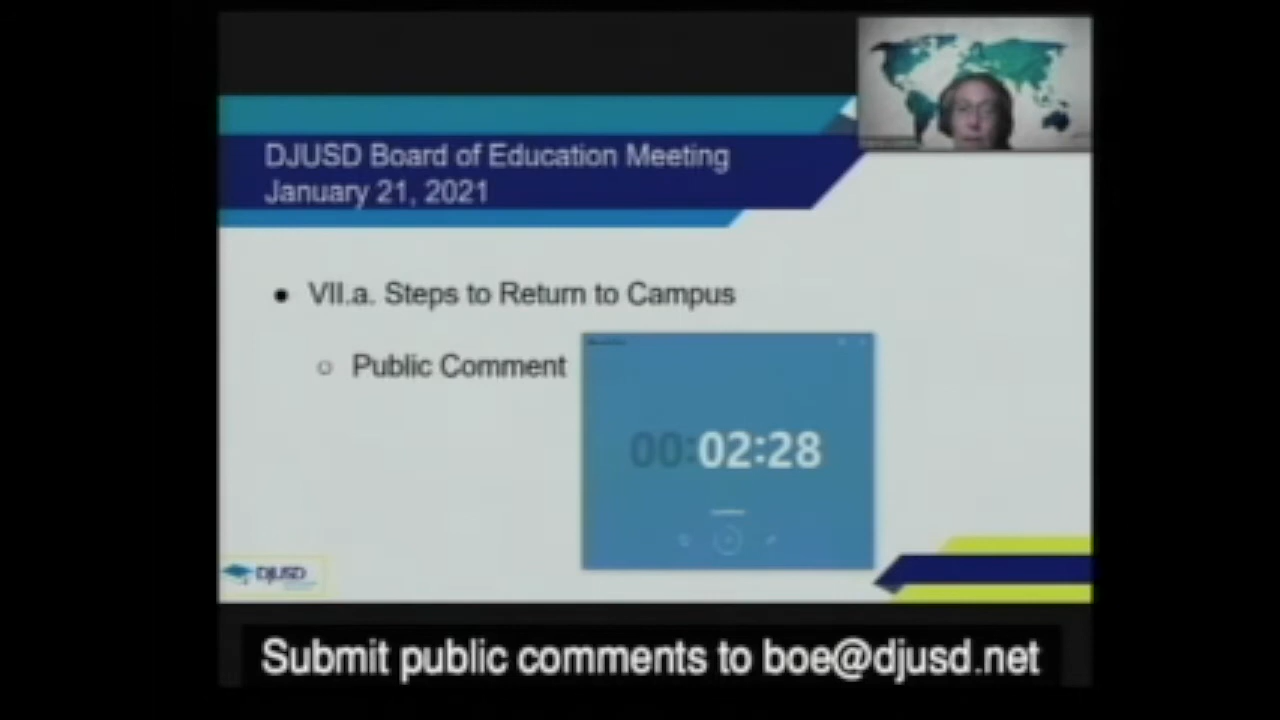 DJUSD Board of Education Meeting
January 21, 2021
● VII.a. Steps to Return to Campus
○ Public Comment
00:02:28
DJUSD
Submit public comments to boe@djusd.net